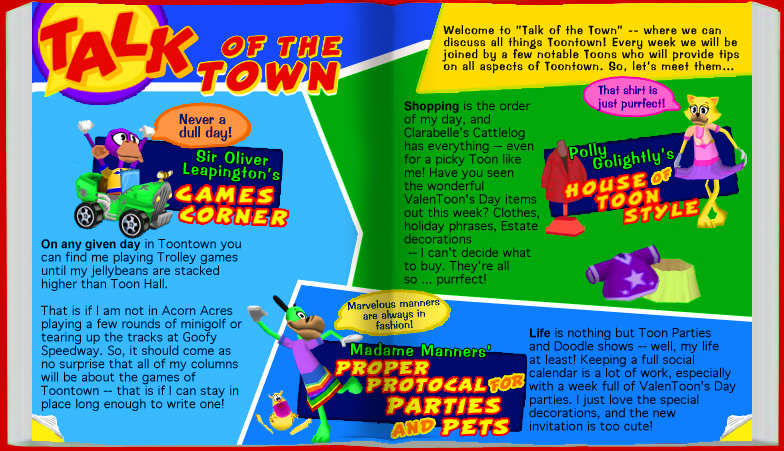 TALK OF THE TOWN
Welcome to "Talk of the Town" -- where we can
discuss all things Toontown! Every week we will be
joined by a few notable Toons who will provide tips
on all aspects of Toontown. So, let's meet them...
Never a
dull day!
Sir Oliver
Leapington's
GAMES
CORNER
On any given day in Toontown you
can find me playing Trolley games
until my jellybeans are stacked
higher than Toon Hall.
That is if I am not in Acorn Acres
playing a few rounds of minigolf or
tearing up the tracks at Goofy
Speedway. So, it should come as
no surprise that all of my columns
will be about the games of
Toontown -- that is if I can stay in
place long enough to write one!
Shopping is the order
of my day, and
Clarabelle's Cattlelog
has everything -- even
for a picky Toon like
me! Have you seen
the wonderful
ValenToon's Day items
out this week? Clothes,
holiday phrases, Estate
decorations
-- I can't decide what
to buy. They're all
so ... purrfect!
That shirt is
just purrfect!
Polly
Golightly's
HOUSE OF
TOON
STYLE
Marvelous manners
are always in
fashion!
Madame Manners'
PROPER
PROTOCAL FOR
PARTIES
AND PETS
Life is nothing but Toon Parties
and Doodle shows -- well, my life
at least! Keeping a full social
calendar is a lot of work, especially
with a week full of ValenToon's Day
parties. I just love the special
decorations, and the new
invitation is too cute!